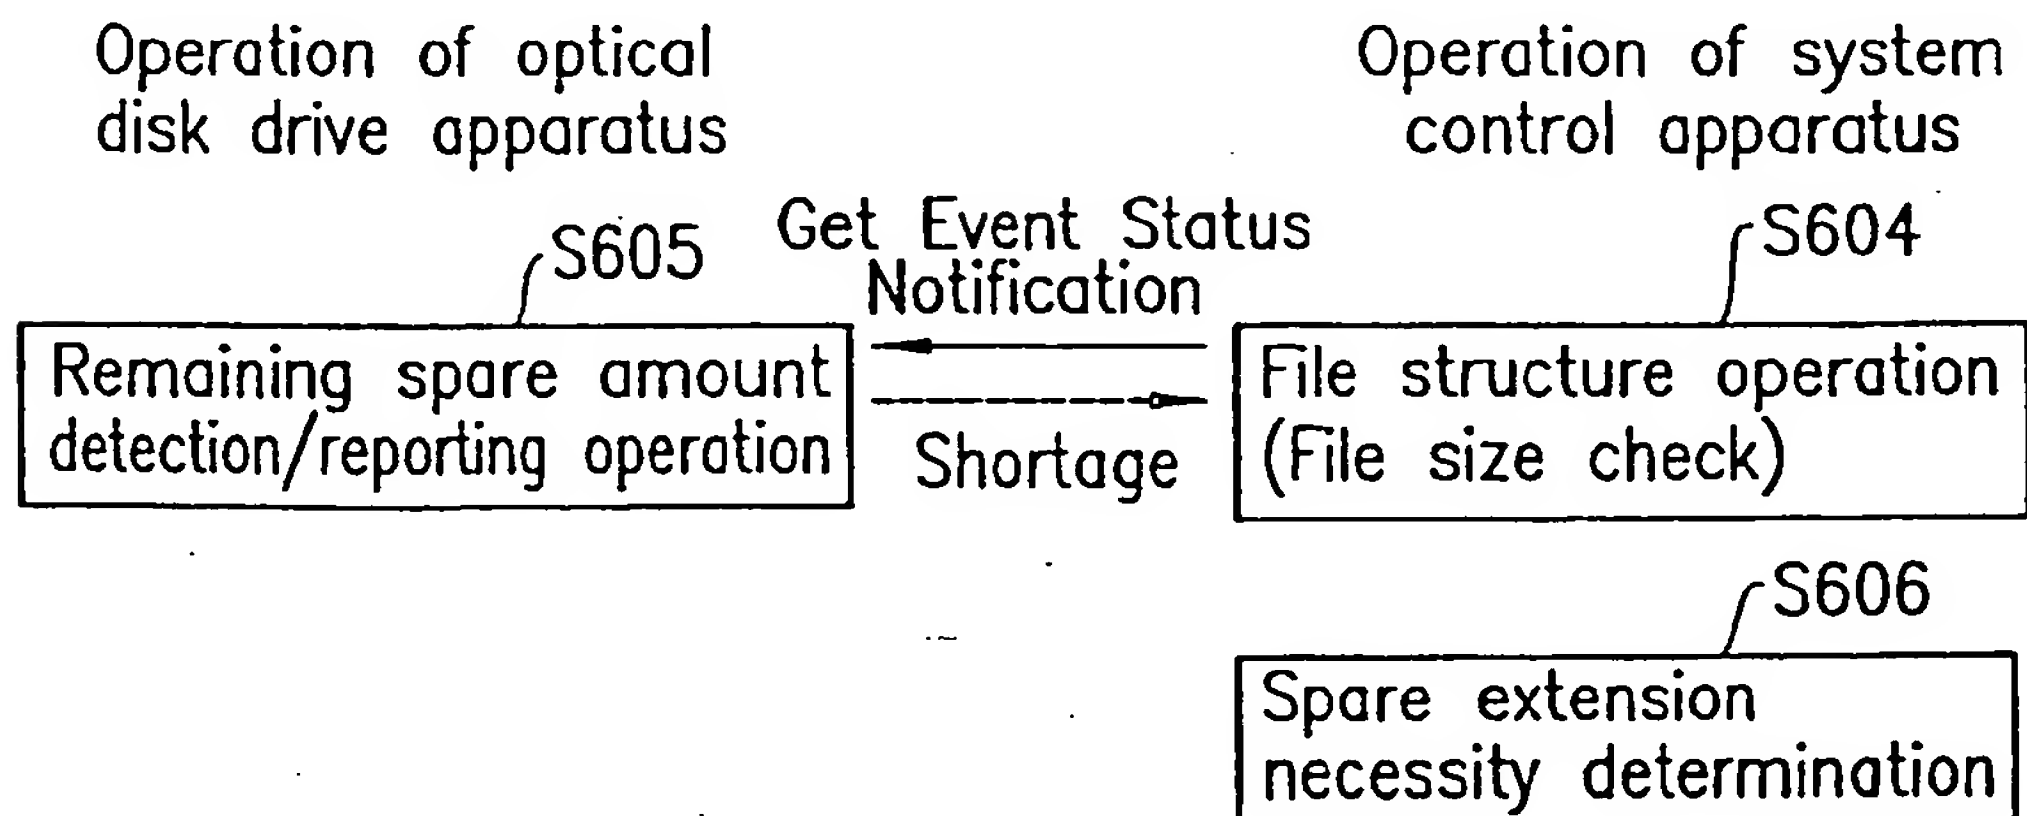 Operation of optical
disk drive apparatus
Operation of system
control apparatus
S605
Get Event Status
Notification
S604
Remaining spare amount
detection/reporting operation
Shortage
File structure operation
(File size check)
S606
Spare extension
necessity determination